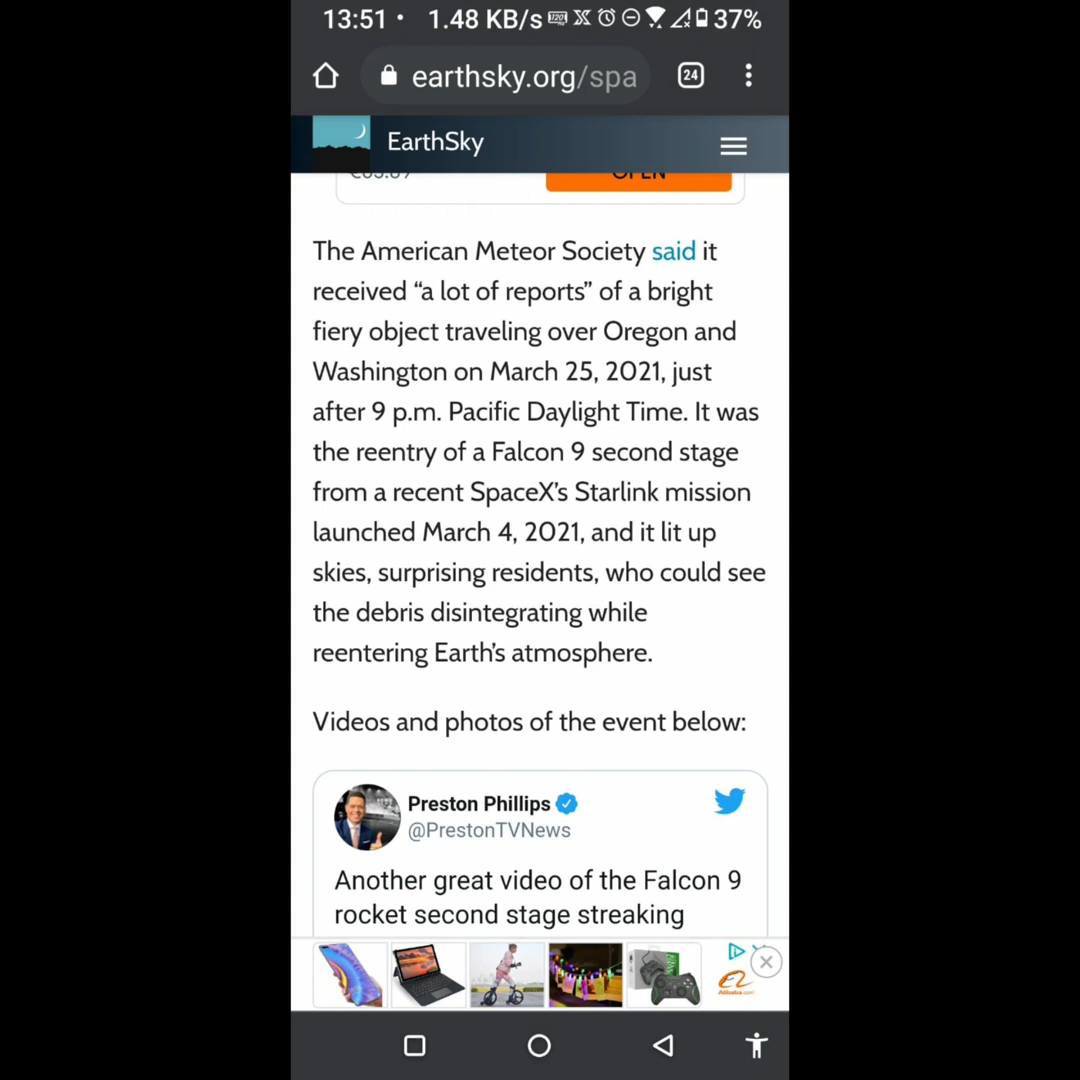 13:51 • 1.48 KB/s 120 37%
earthsky.org/spa 24
EarthSky
OPEN
The American Meteor Society said it
received “a lot of reports” of a bright
fiery object traveling over Oregon and
Washington on March 25, 2021, just
after 9 p.m. Pacific Daylight Time. It was
the reentry of a Falcon 9 second stage
from a recent SpaceX’s Starlink mission
launched March 4, 2021, and it lit up
skies, surprising residents, who could see
the debris disintegrating while
reentering Earth’s atmosphere.
Videos and photos of the event below:
Preston Phillips
@PrestonTVNews
Another great video of the Falcon 9
rocket second stage streaking
Alibaba.com